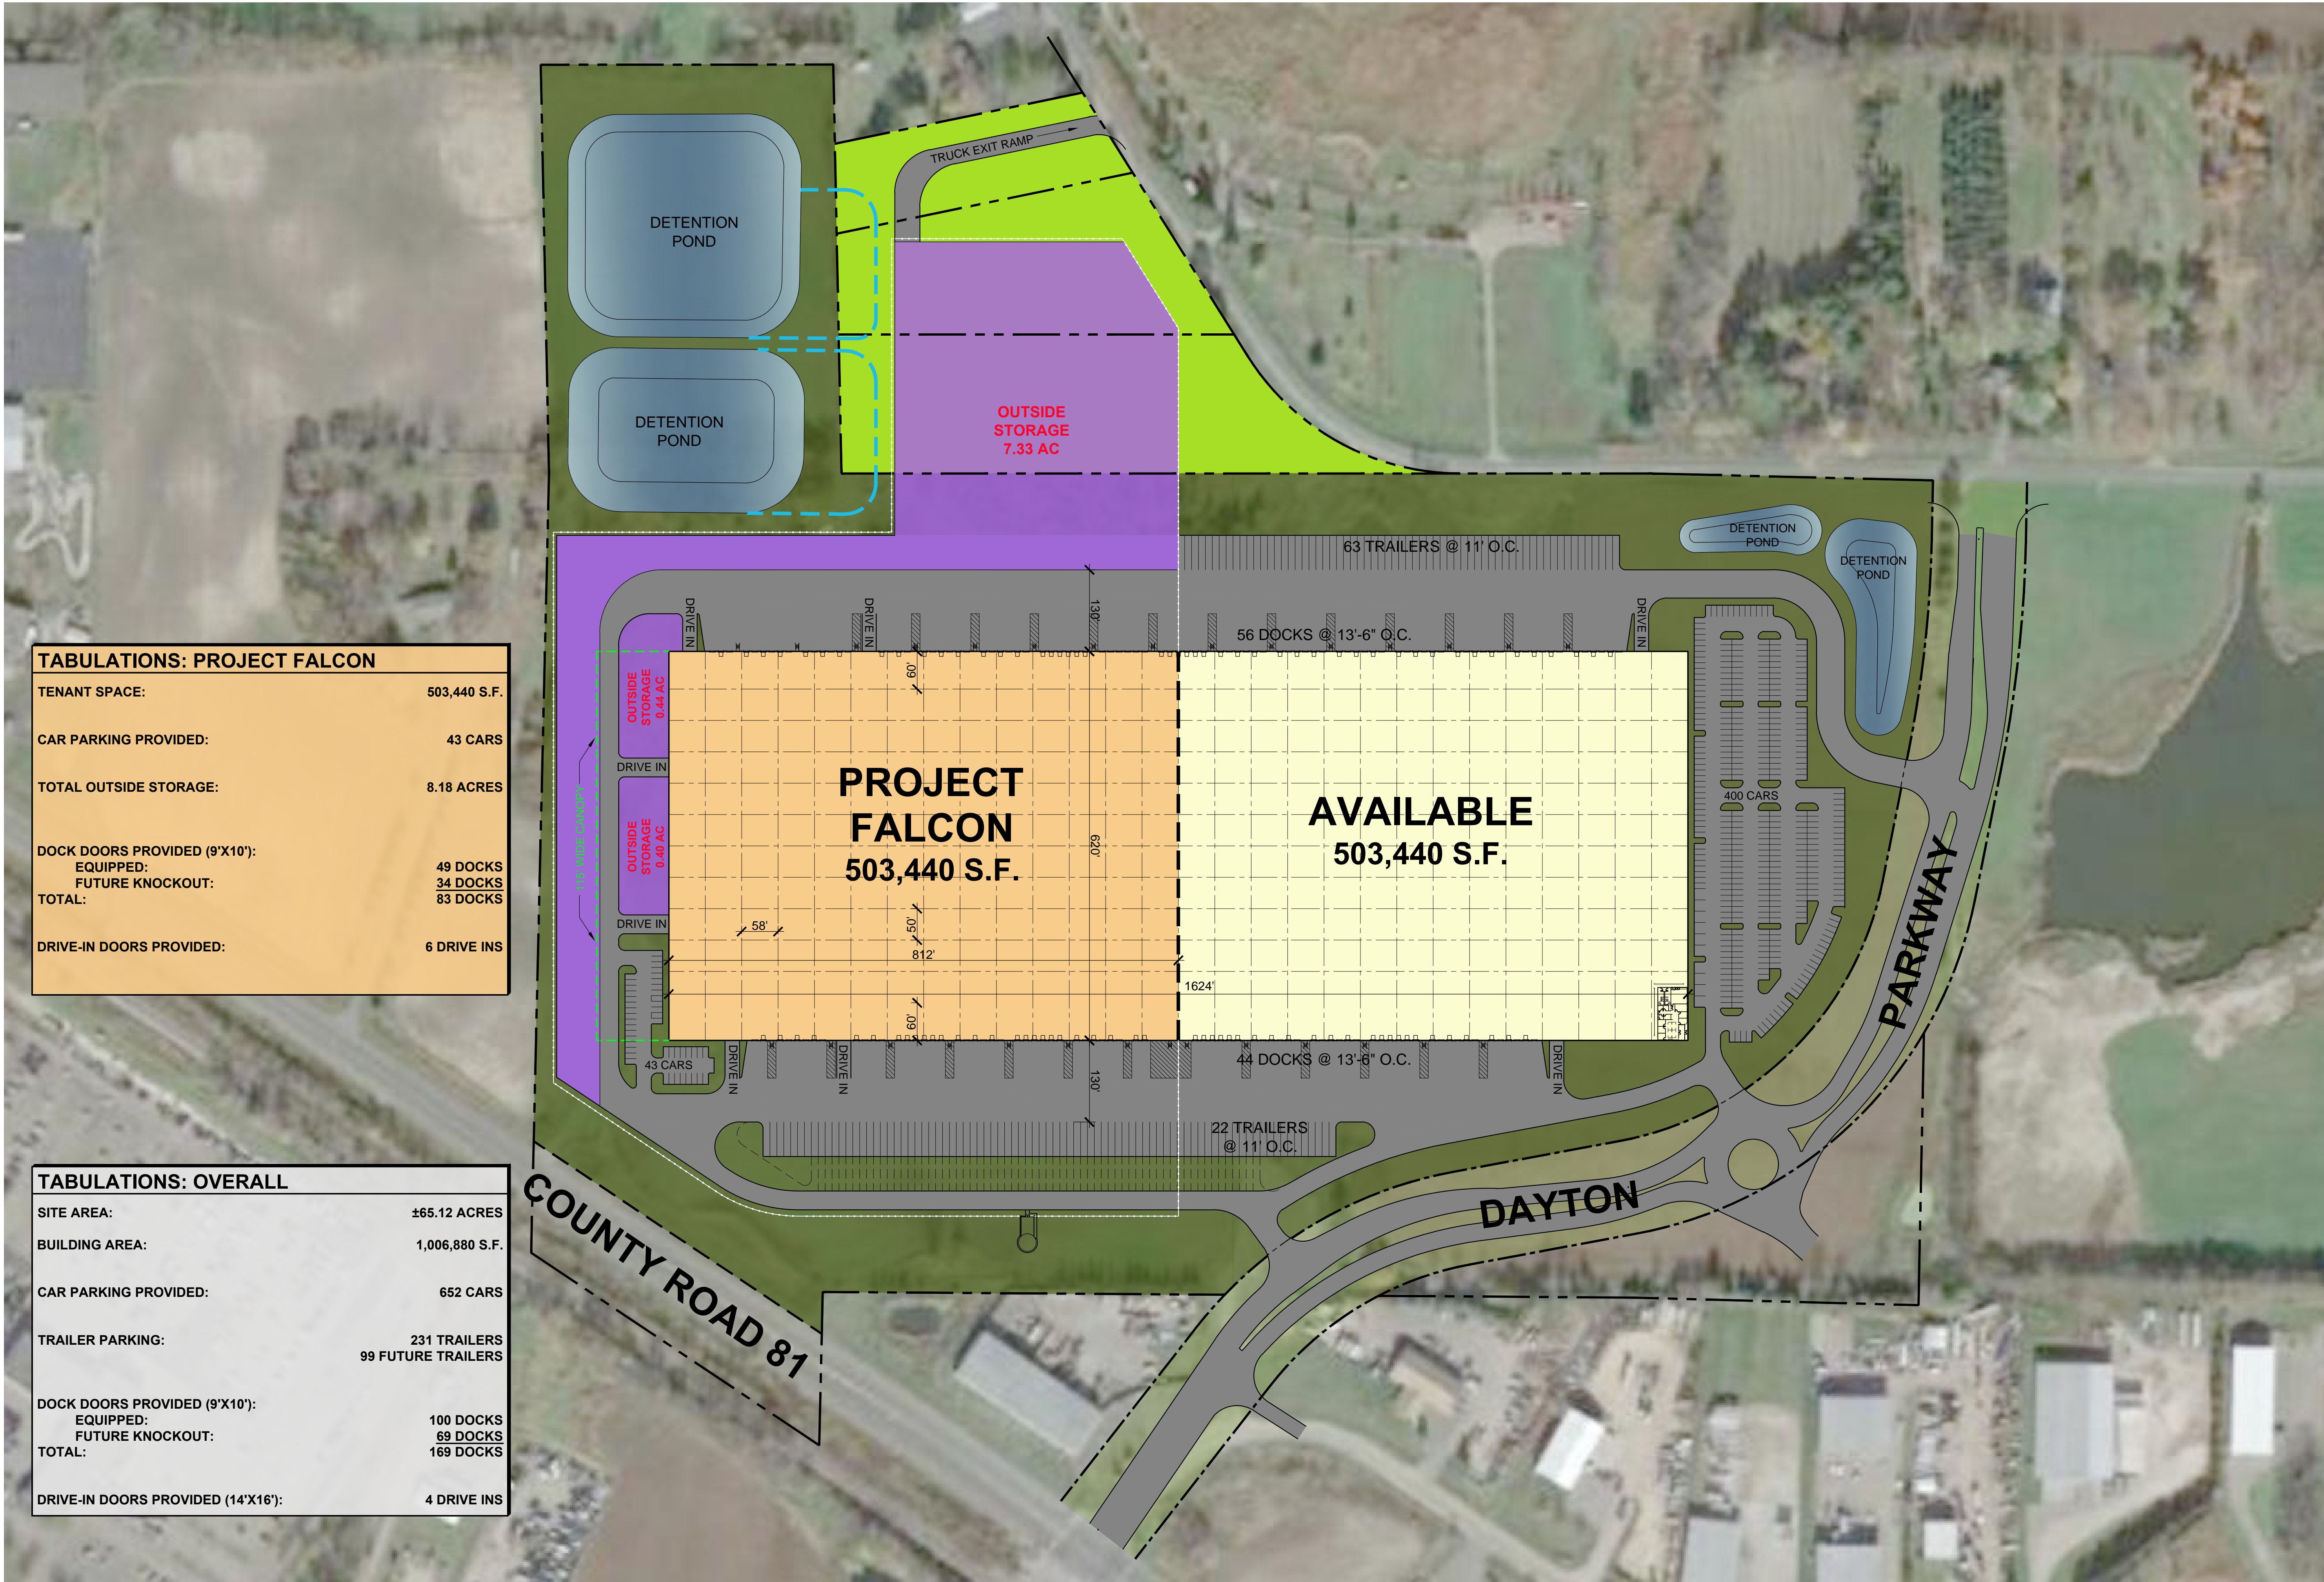 TRUCK EXIT RAMP
DETENTION
POND
DETENTION
POND
OUTSIDE
STORAGE
7.33 AC
DETENTION
POND
DETENTION
POND
63 TRAILERS @ 11' O.C.
130'
DRIVE IN
DRIVE IN
DRIVE IN
56 DOCKS @ 13'-6" O.C.
60'
OUTSIDE
STORAGE
0.44 AC
DRIVE IN
OUTSIDE
STORAGE
0.40 AC
DRIVE IN
PROJECT
FALCON
503,440 S.F.
620'
AVAILABLE
503,440 S.F.
400 CARS
58'
50'
812'
1624'
60'
43 CARS
DRIVE IN
DRIVE IN
44 DOCKS @ 13'-6" O.C.
DRIVE IN
130'
22 TRAILERS
@ 11' O.C.
DAYTON
PARKWAY
COUNTY ROAD 81
TABULATIONS: PROJECT FALCON
TENANT SPACE: 503,440 S.F.
CAR PARKING PROVIDED: 43 CARS
TOTAL OUTSIDE STORAGE: 8.18 ACRES
DOCK DOORS PROVIDED (9'X10'):
EQUIPPED: 49 DOCKS
FUTURE KNOCKOUT: 34 DOCKS
TOTAL: 83 DOCKS
DRIVE-IN DOORS PROVIDED: 6 DRIVE INS
TABULATIONS: OVERALL
SITE AREA: ±65.12 ACRES
BUILDING AREA: 1,006,880 S.F.
CAR PARKING PROVIDED: 652 CARS
TRAILER PARKING: 231 TRAILERS
99 FUTURE TRAILERS
DOCK DOORS PROVIDED (9'X10'):
EQUIPPED: 100 DOCKS
FUTURE KNOCKOUT: 69 DOCKS
TOTAL: 169 DOCKS
DRIVE-IN DOORS PROVIDED (14'X16'): 4 DRIVE INS